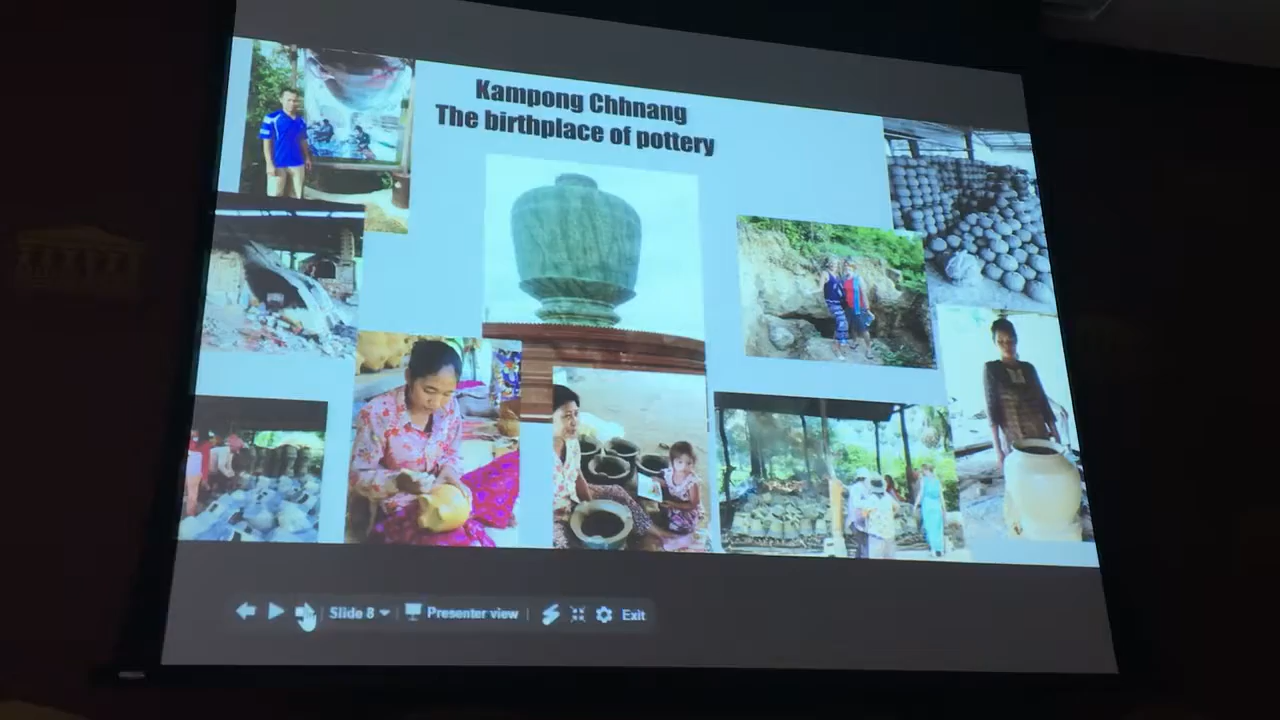 Kampong Chhnang
The birthplace of pottery
Slide 8
Presenter view
Exit